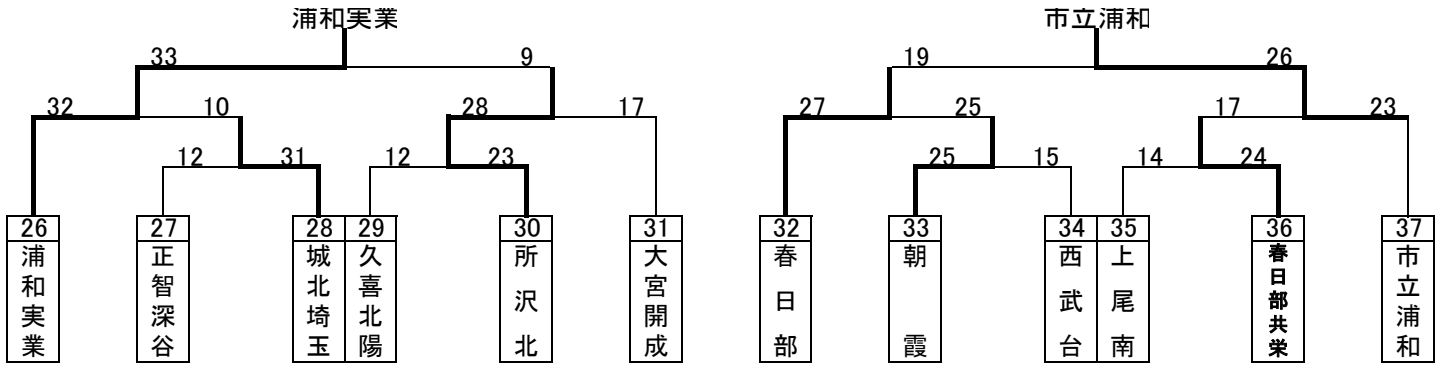 浦和実業 市立浦和
33 9 19 26
32 10 28 17 27 25 17 23
12 31 12 23 25 15 14 24
26 27 28 29 30 31 32 33 34 35 36 37
浦和実業
正智深谷
城北埼玉
久喜北陽
所沢北
大宮開成
春日部
朝霞
西武台
上尾南
春日部共栄
市立浦和